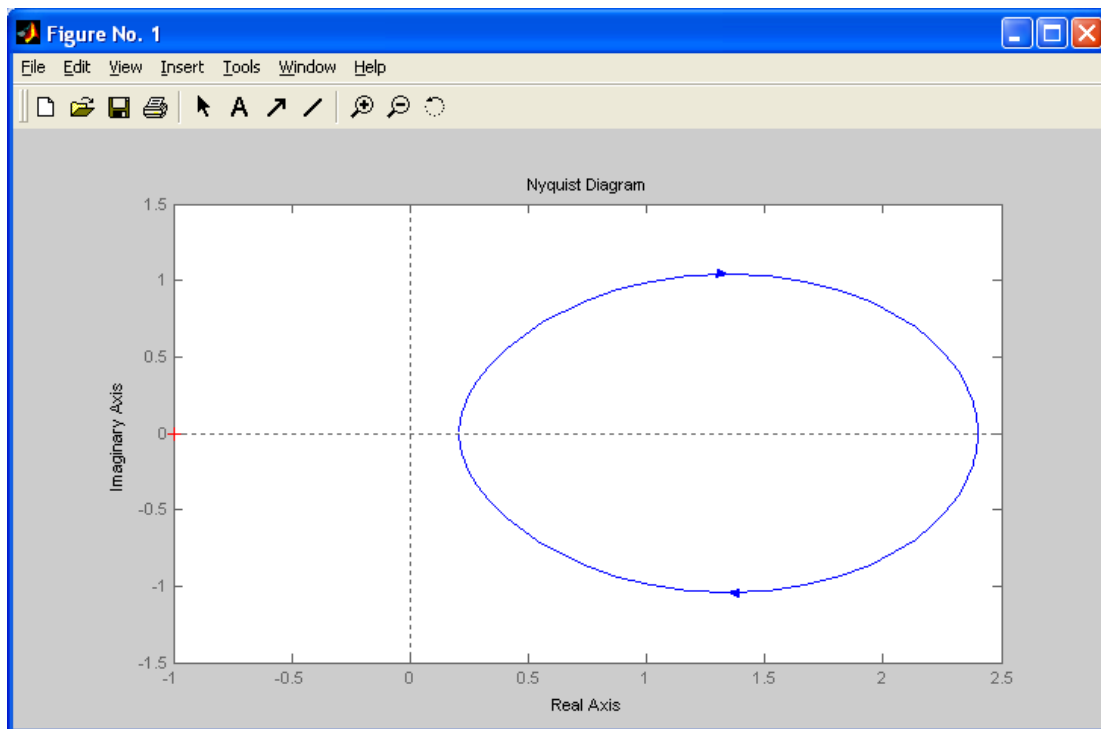 Figure No. 1
File Edit View Insert Tools Window Help
A
Nyquist Diagram
1.5
1
0.5
0
-0.5
-1
-1.5
Imaginary Axis
-1 -0.5 0 0.5 1 1.5 2 2.5
Real Axis